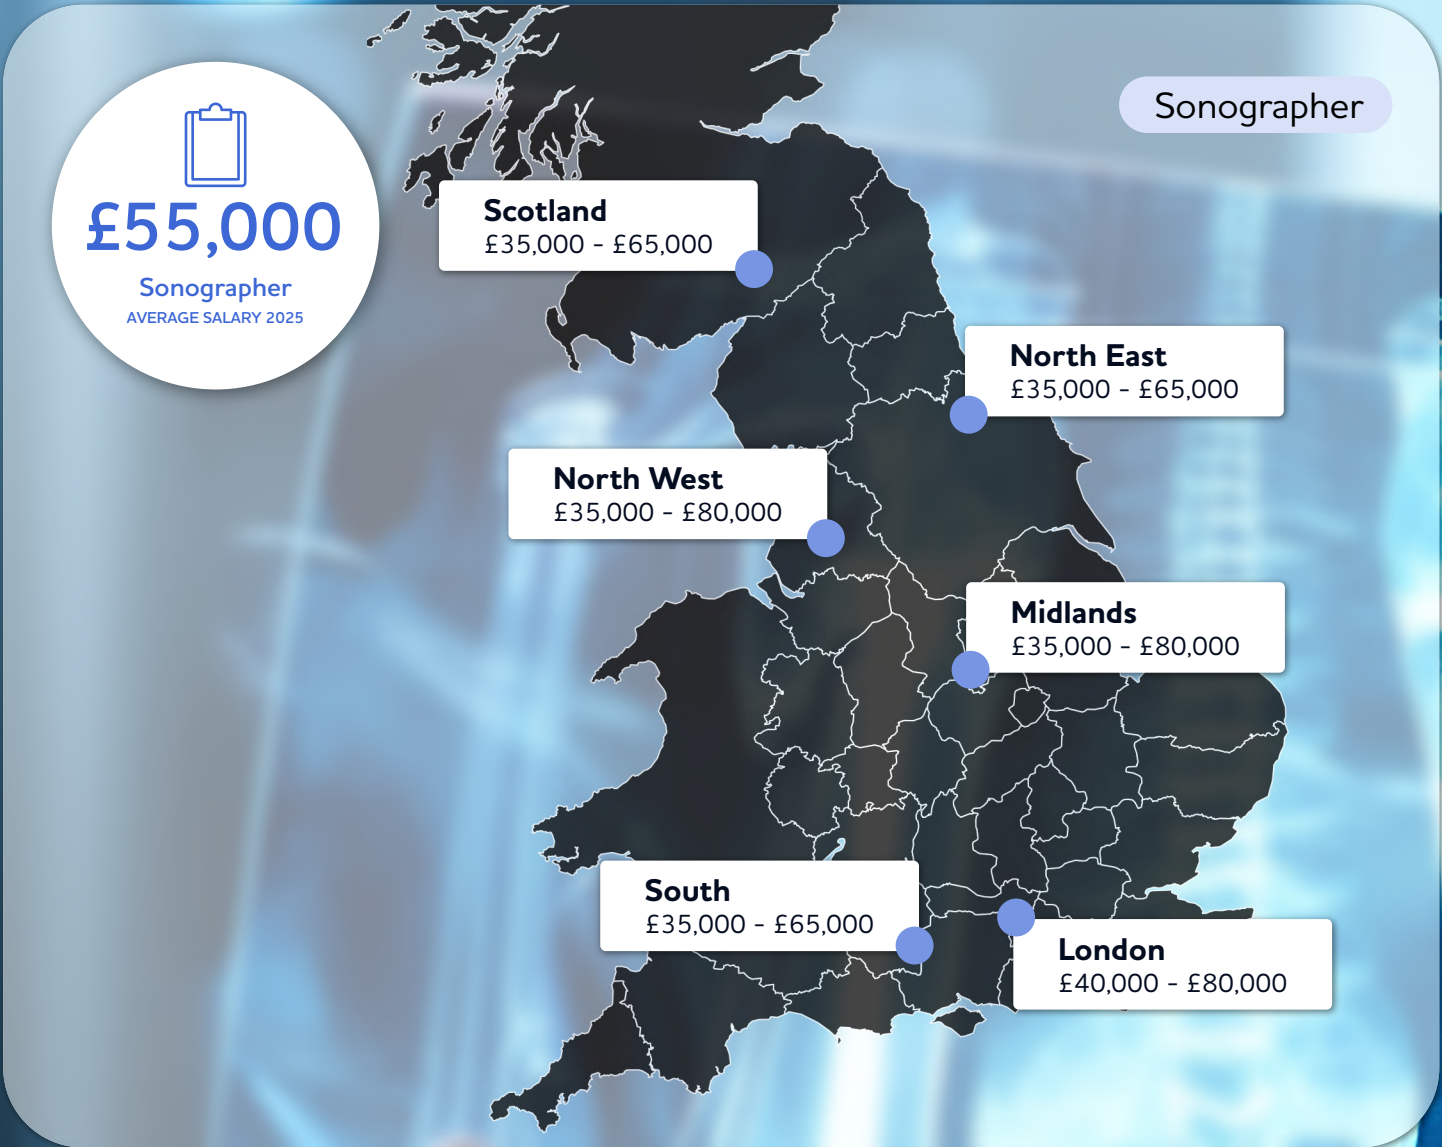 Sonographer
£55,000
Sonographer
AVERAGE SALARY 2025
Scotland
£35,000 - £65,000
North East
£35,000 - £65,000
North West
£35,000 - £80,000
Midlands
£35,000 - £80,000
South
£35,000 - £65,000
London
£40,000 - £80,000